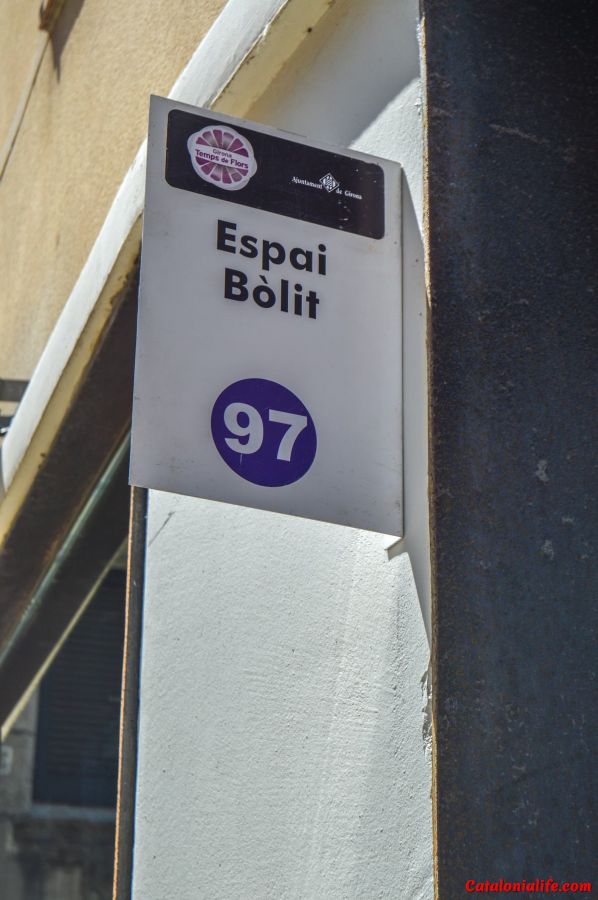 Girona
Temps de Flors
Ajuntament de Girona
Espai
Bòlit
97
Catalonialife.com